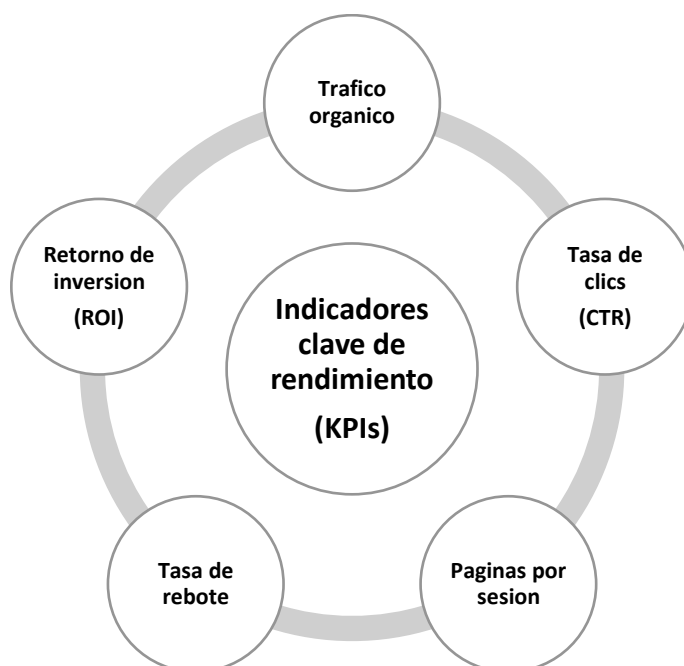 Trafico
organico
Retorno de
inversion
(ROI)
Tasa de
clics
(CTR)
Indicadores
clave de
rendimiento
(KPIs)
Tasa de
rebote
Paginas por
sesion